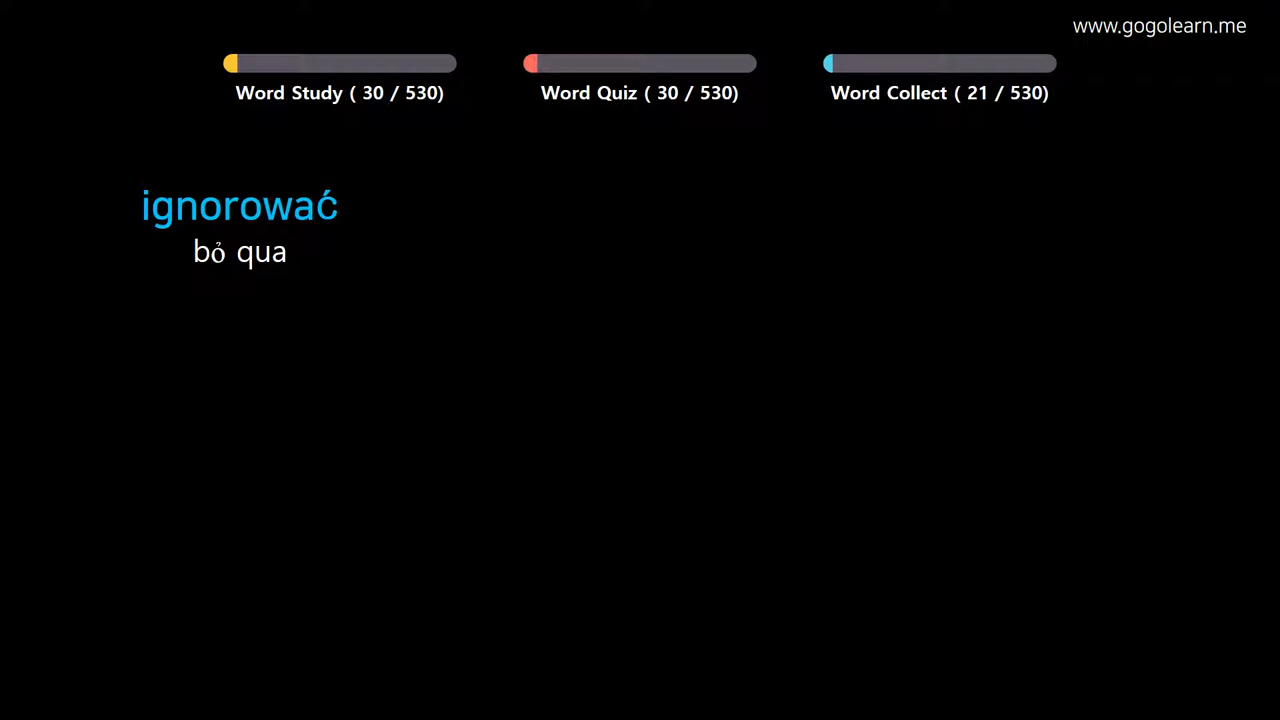 www.gogolearn.me
Word Study ( 30 / 530)
Word Quiz ( 30 / 530)
Word Collect ( 21 / 530)
ignorować
bỏ qua